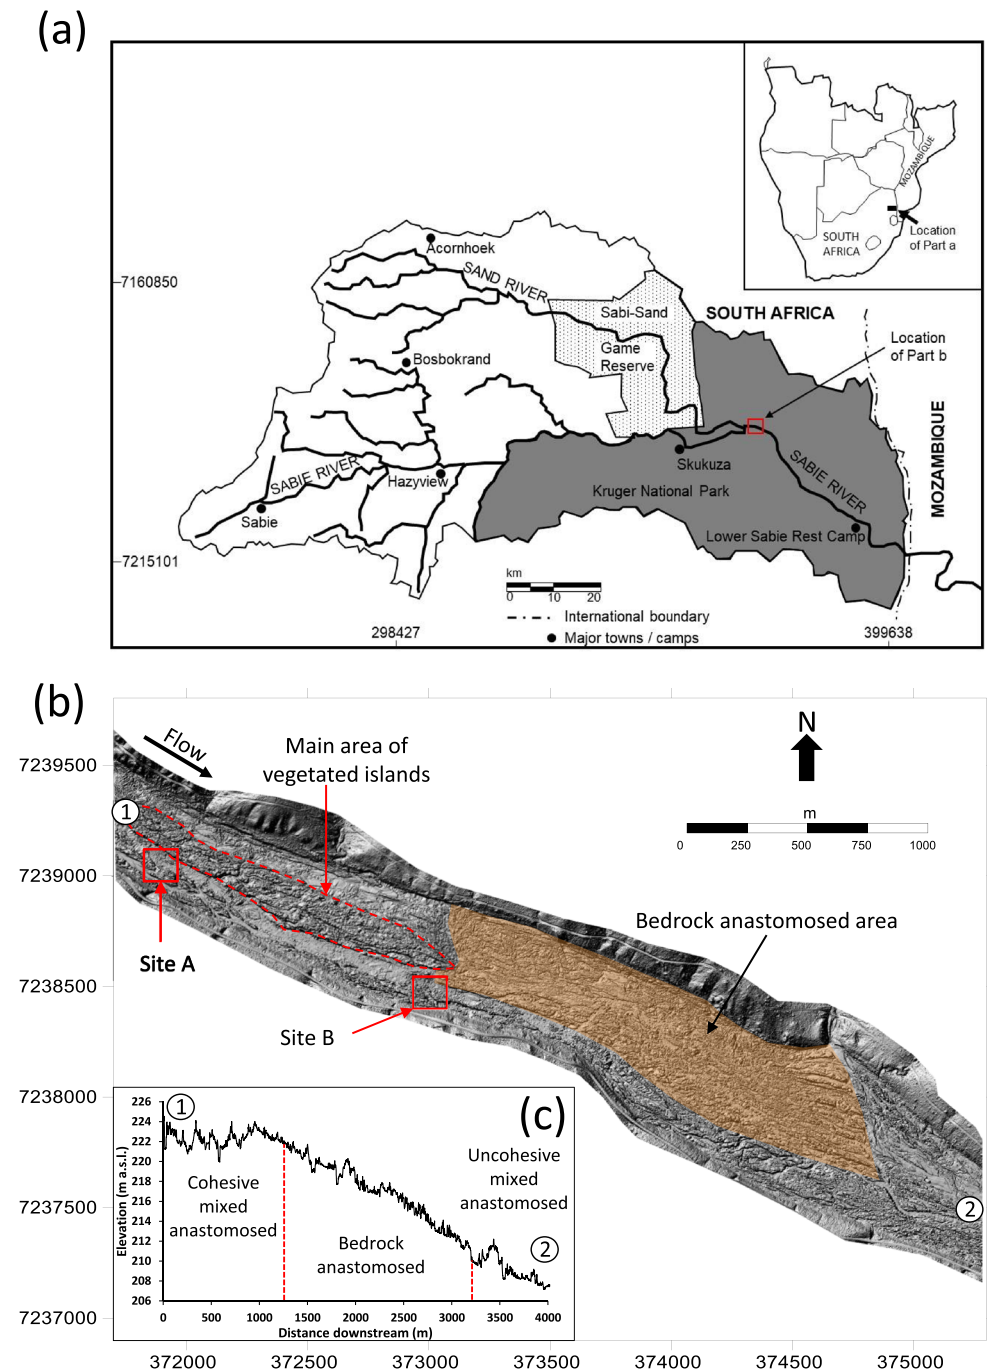 (a)
MOZAMBIQUE
SOUTH
AFRICA
Location
of Part a
Acornhoek
SAND RIVER
7160850
Sabi-Sand
Game
Reserve
SOUTH AFRICA
Location
of Part b
Bosbokrand
MOZAMBIQUE
SABIE RIVER
Hazyview
Skukuza
SABIE RIVER
Kruger National Park
Sabie
Lower Sabie Rest Camp
7215101
km
0 10 20
International boundary
Major towns / camps
298427
399638
(b)
Flow
Main area of
vegetated islands
N
7239500
1
m
0 250 500 750 1000
7239000
Bedrock anastomosed area
Site A
7238500
Site B
7238000
(c)
226
224
222
220
218
216
214
212
210
208
206
Elevation (m a.s.l.)
1
Cohesive
mixed
anastomosed
Bedrock
anastomosed
Uncohesive
mixed
anastomosed
2
0 500 1000 1500 2000 2500 3000 3500 4000
Distance downstream (m)
2
7237500
7237000
372000 372500 373000 373500 374000 374500 375000